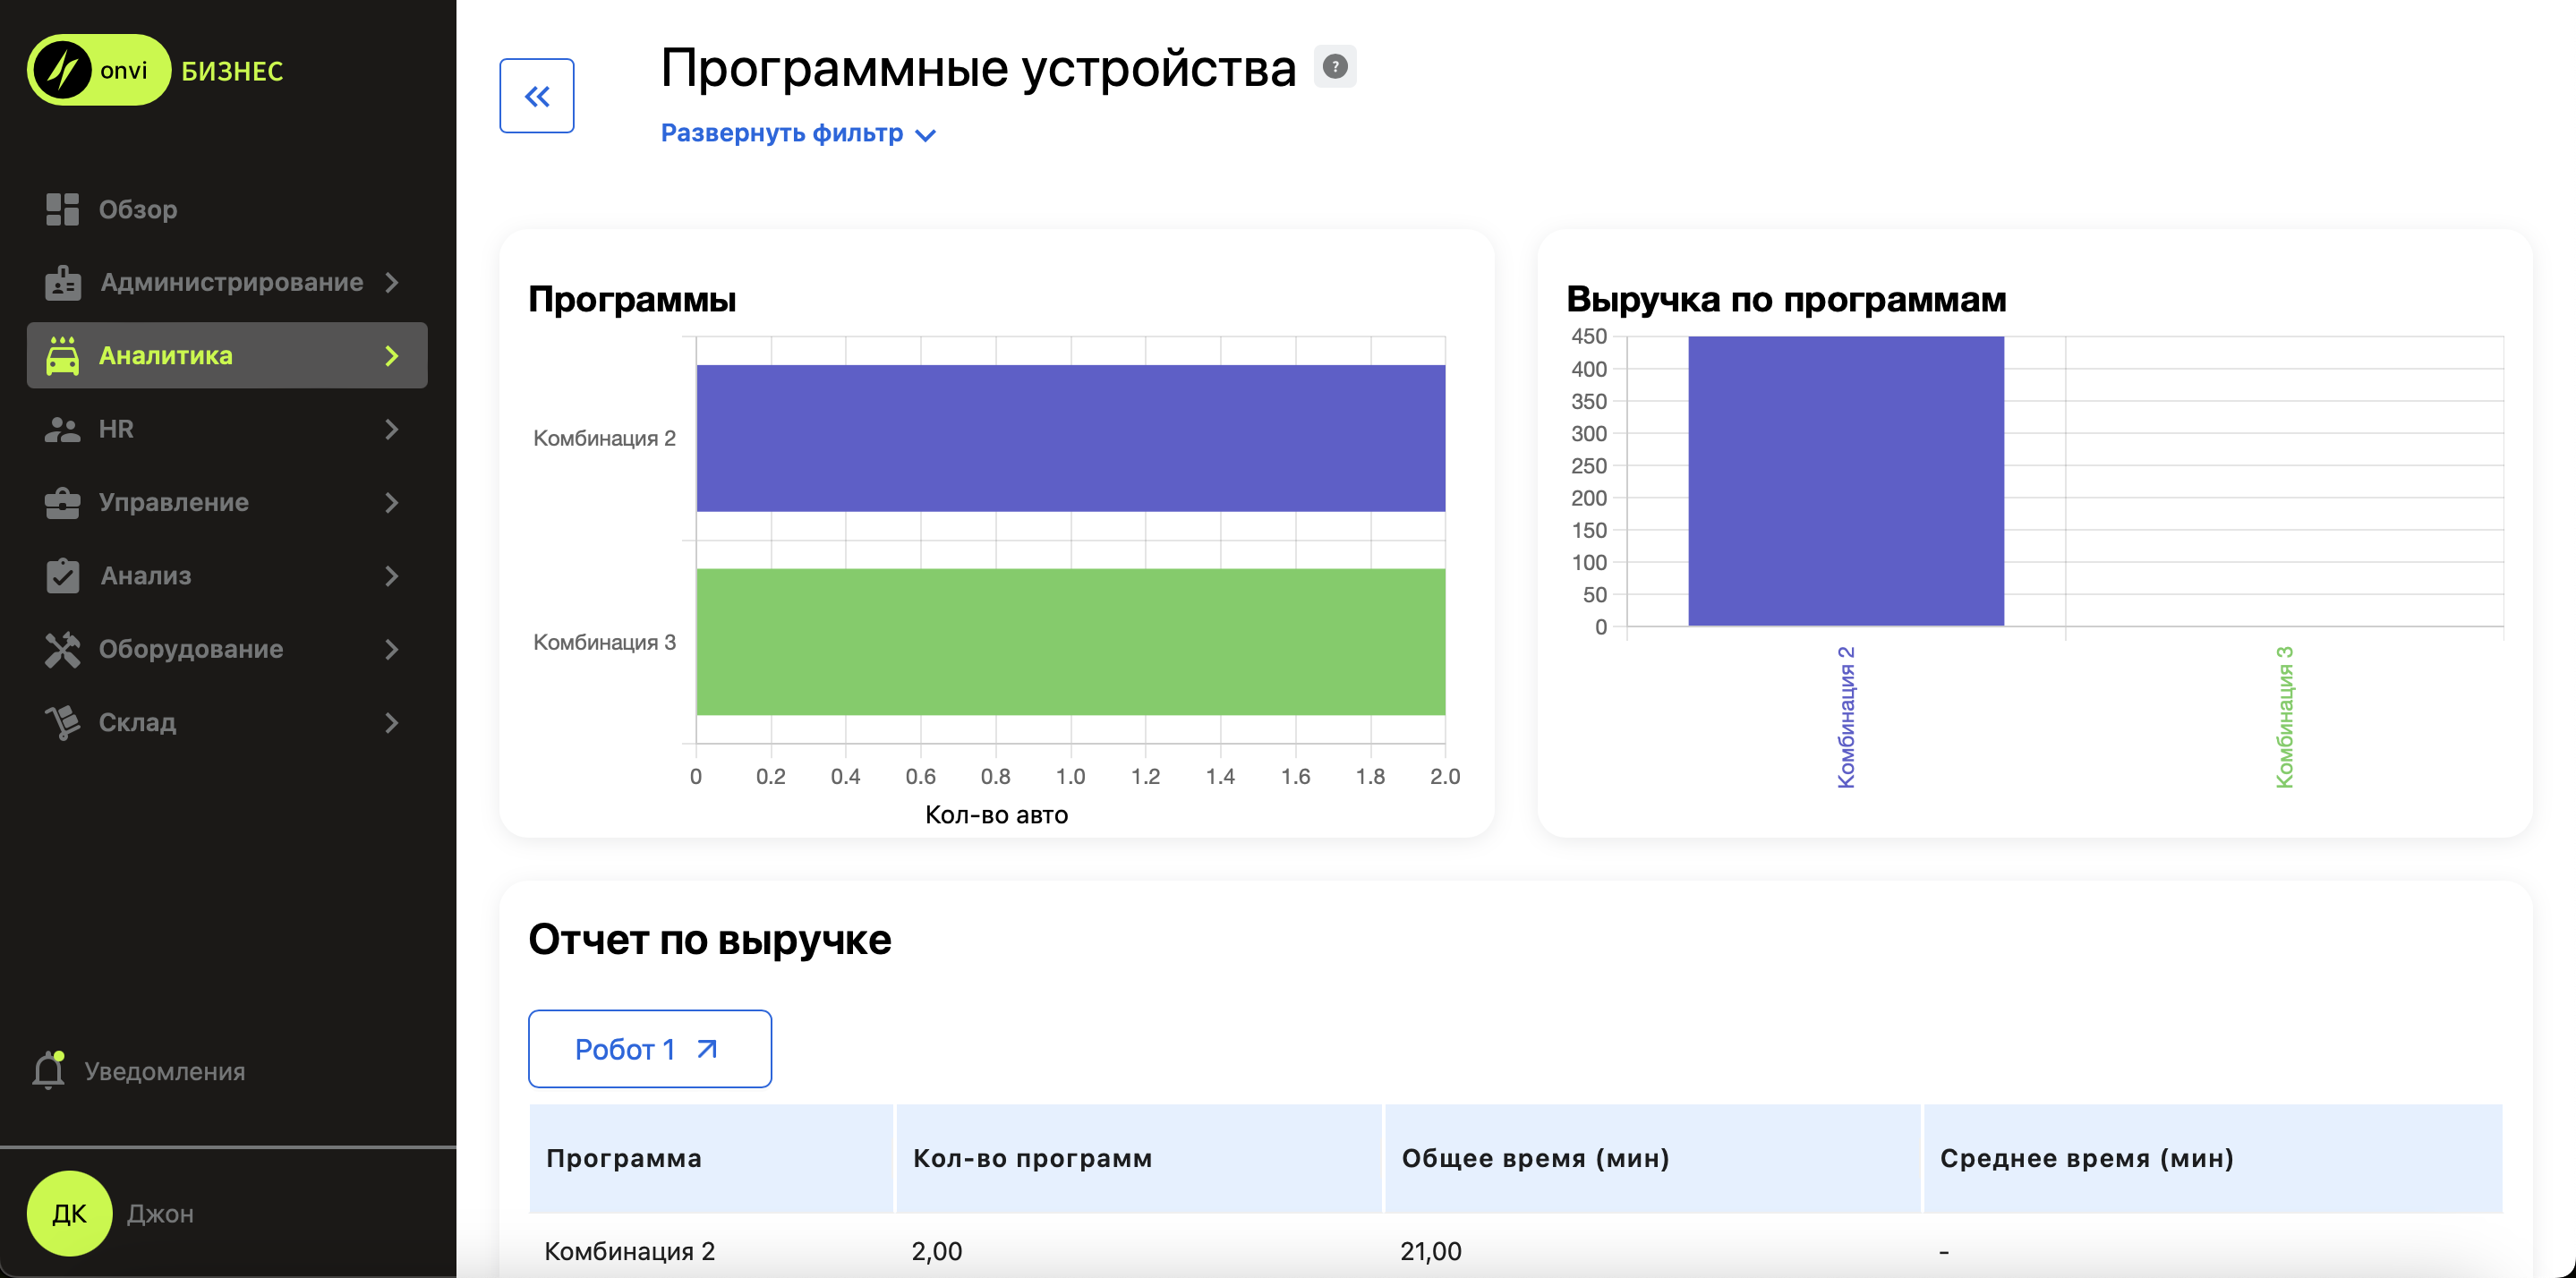 onvi БИЗНЕС
Обзор
Администрирование
Аналитика
HR
Управление
Анализ
Оборудование
Склад
Уведомления
ДК Джон
Программные устройства ?
Развернуть фильтр
Программы
Комбинация 2
Комбинация 3
0 0.2 0.4 0.6 0.8 1.0 1.2 1.4 1.6 1.8 2.0
Кол-во авто
Выручка по программам
450
400
350
300
250
200
150
100
50
0
Комбинация 2
Комбинация 3
Отчет по выручке
Робот 1
Программа Кол-во программ Общее время (мин) Среднее время (мин)
Комбинация 2 2,00 21,00 -